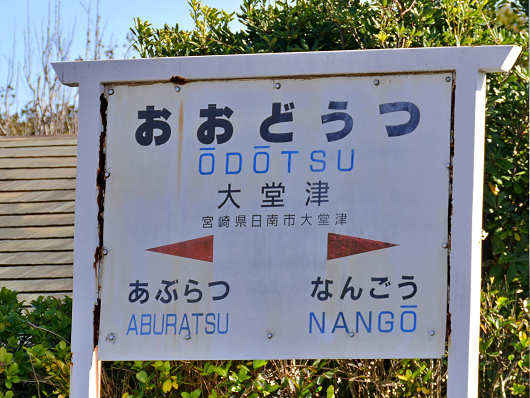 おおどうつ
ŌDŌTSU
大堂津
宮崎県日南市大堂津
あぶらつ なんごう
ABURATSU NANGŌ